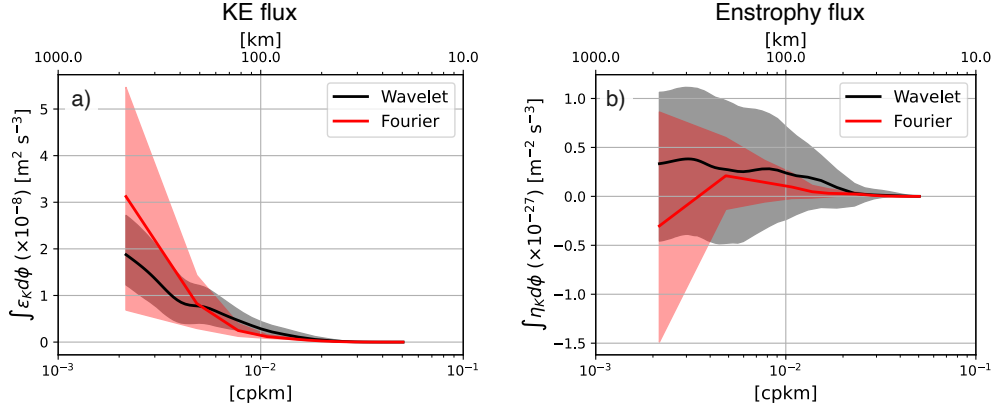 KE flux
[km]
1000.0 100.0 10.0
a)
Wavelet
Fourier
∫ε_K dϕ (×10⁻⁸) [m² s⁻³]
5
4
3
2
1
0
10⁻³ 10⁻² 10⁻¹
[cpkm]
Enstrophy flux
[km]
1000.0 100.0 10.0
b)
Wavelet
Fourier
∫η_K dϕ (×10⁻²⁷) [m⁻² s⁻³]
1.0
0.5
0.0
−0.5
−1.0
−1.5
10⁻³ 10⁻² 10⁻¹
[cpkm]